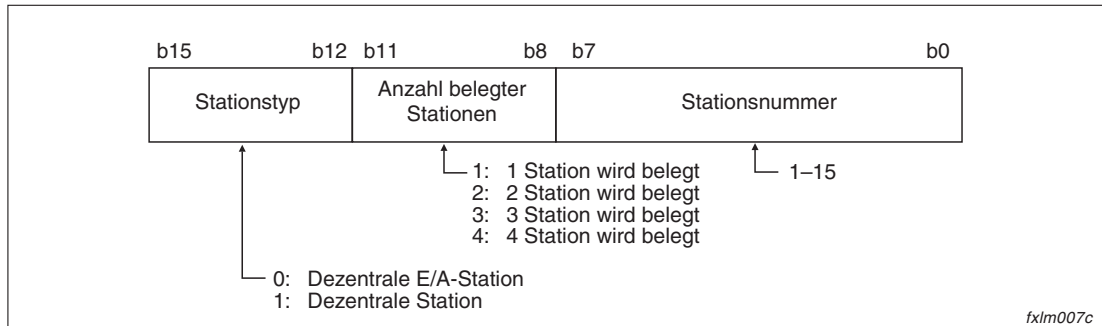 b15 b12 b11 b8 b7 b0
Stationstyp
Anzahl belegter
Stationen
Stationsnummer
1: 1 Station wird belegt
2: 2 Station wird belegt
3: 3 Station wird belegt
4: 4 Station wird belegt
1–15
0: Dezentrale E/A-Station
1: Dezentrale Station
fxlm007c